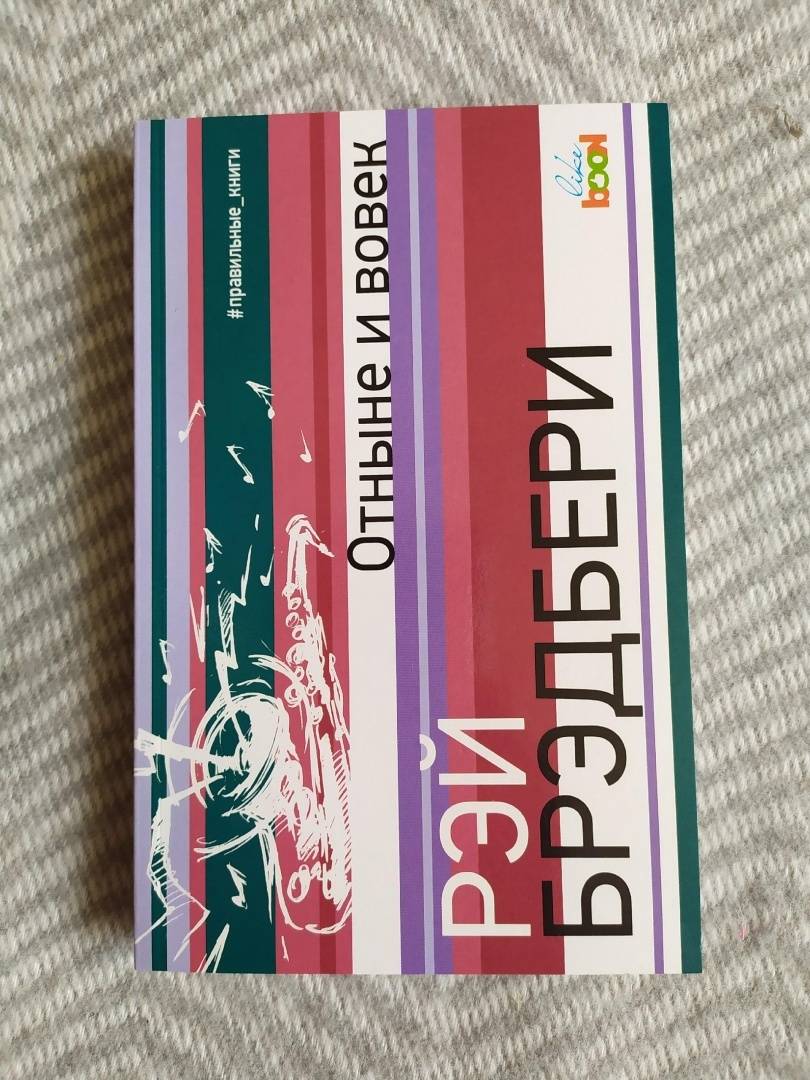 #правильные_книги
Отныне и вовек
РЭЙ
БРЭДБЕРИ
like
book